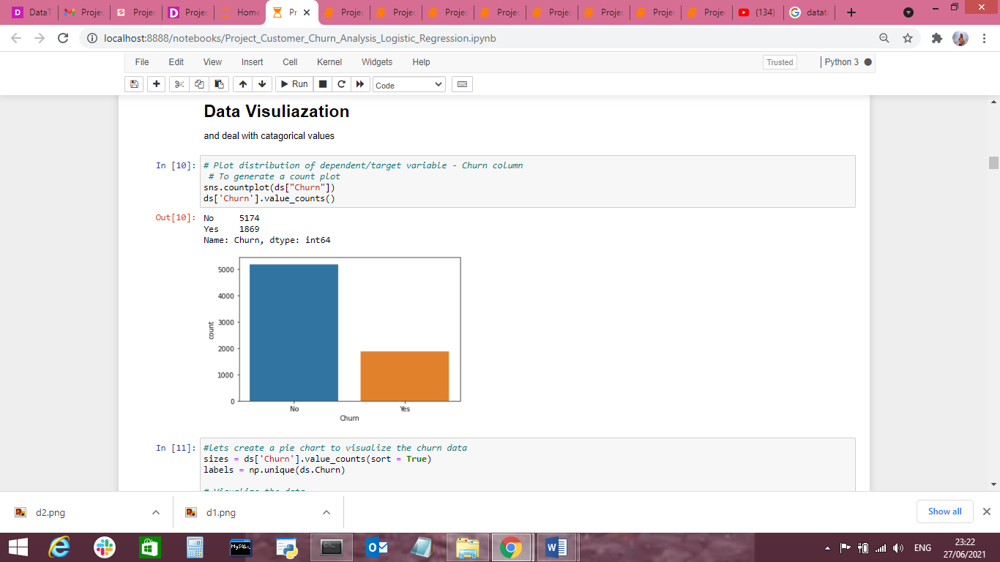 DataT
Projec
Projec
Projec
Home
Pr
Projec
Projec
Projec
Projec
Projec
Projec
Projec
Projec
(134)
datat
localhost:8888/notebooks/Project_Customer_Churn_Analysis_Logistic_Regression.ipynb
File Edit View Insert Cell Kernel Widgets Help Trusted Python 3
Run Code
Data Visuliazation
and deal with catagorical values
In [10]: # Plot distribution of dependent/target variable - Churn column
# To generate a count plot
sns.countplot(ds["Churn"])
ds['Churn'].value_counts()
Out[10]: No 5174
Yes 1869
Name: Churn, dtype: int64
5000
4000
3000
2000
1000
0
count
No Yes
Churn
In [11]: #lets create a pie chart to visualize the churn data
sizes = ds['Churn'].value_counts(sort = True)
labels = np.unique(ds.Churn)
# Visualize the data
d2.png d1.png Show all
MySQL
C:\_
ENG
23:22
27/06/2021